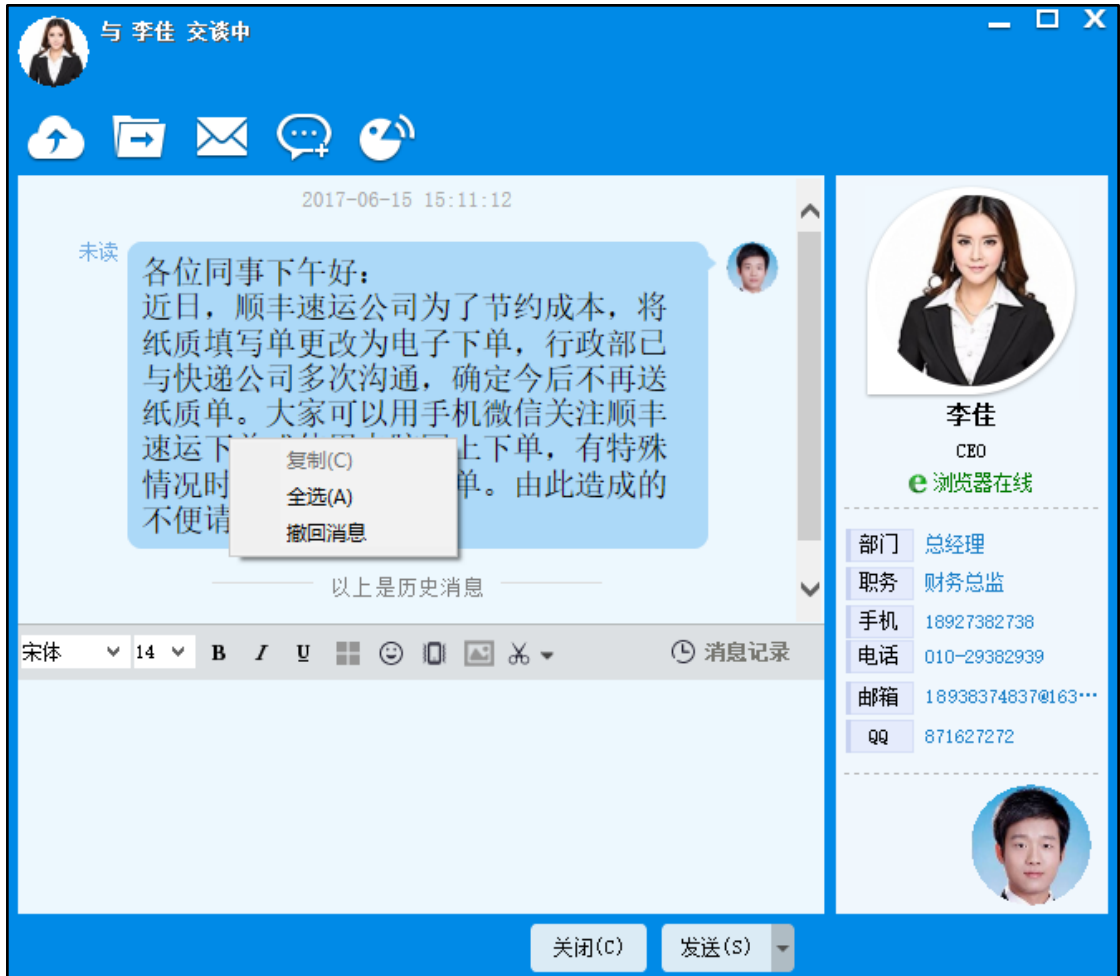 与 李佳 交谈中
2017-06-15 15:11:12
未读
各位同事下午好:
近日，顺丰速运公司为了节约成本，将
纸质填写单更改为电子下单，行政部已
与快递公司多次沟通，确定今后不再送
纸质单。大家可以用手机微信关注顺丰
速运下 上下单，有特殊
情况时 单。由此造成的
不便请
复制(C)
全选(A)
撤回消息
以上是历史消息
宋体 14 B I U 消息记录
关闭(C) 发送(S)
李佳
CEO
浏览器在线
部门 总经理
职务 财务总监
手机 18927382738
电话 010-29382939
邮箱 18938374837@163…
QQ 871627272